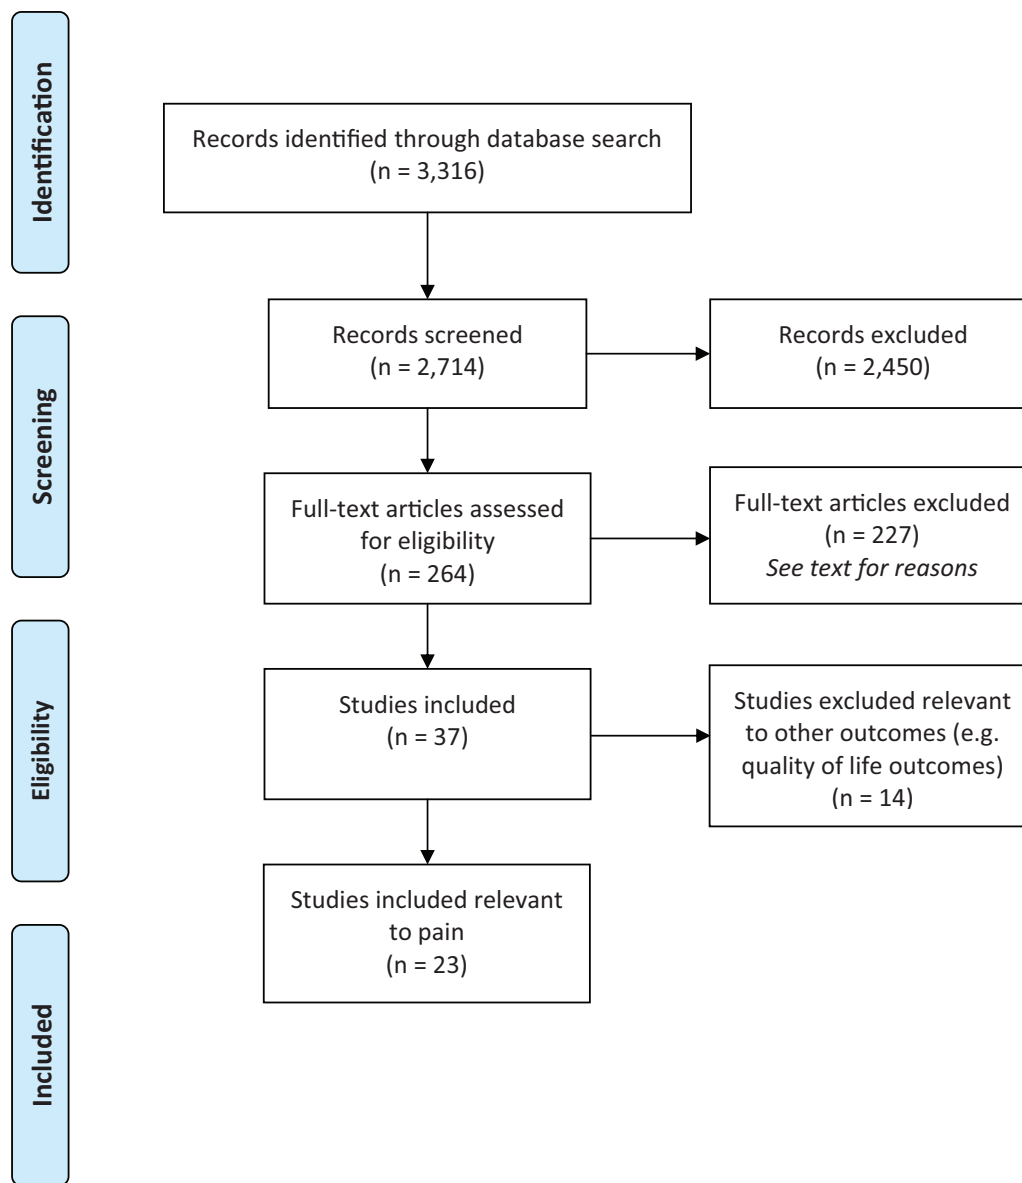 Identification
Records identified through database search
(n = 3,316)
Screening
Records screened
(n = 2,714)
Records excluded
(n = 2,450)
Full-text articles assessed
for eligibility
(n = 264)
Full-text articles excluded
(n = 227)
See text for reasons
Eligibility
Studies included
(n = 37)
Studies excluded relevant
to other outcomes (e.g.
quality of life outcomes)
(n = 14)
Included
Studies included relevant
to pain
(n = 23)